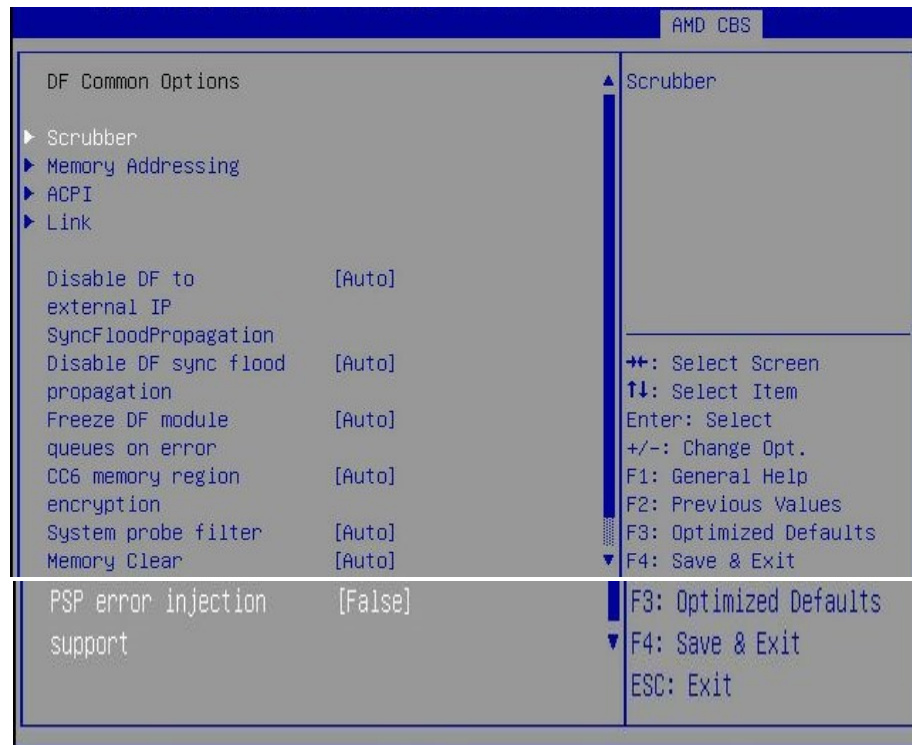 AMD CBS
DF Common Options
Scrubber
Memory Addressing
ACPI
Link
Disable DF to [Auto]
external IP
SyncFloodPropagation
Disable DF sync flood [Auto]
propagation
Freeze DF module [Auto]
queues on error
CC6 memory region [Auto]
encryption
System probe filter [Auto]
Memory Clear [Auto]
PSP error injection [False]
support
Scrubber
→←: Select Screen
↑↓: Select Item
Enter: Select
+/-: Change Opt.
F1: General Help
F2: Previous Values
F3: Optimized Defaults
F4: Save & Exit
F3: Optimized Defaults
F4: Save & Exit
ESC: Exit